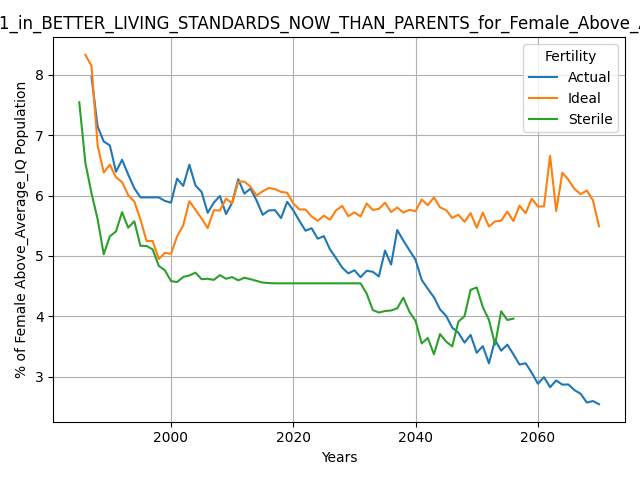 1_in_BETTER_LIVING_STANDARDS_NOW_THAN_PARENTS_for_Female_Above_
Fertility
Actual
Ideal
Sterile
% of Female Above_Average_IQ Population
8
7
6
5
4
3
2000
2020
2040
2060
Years